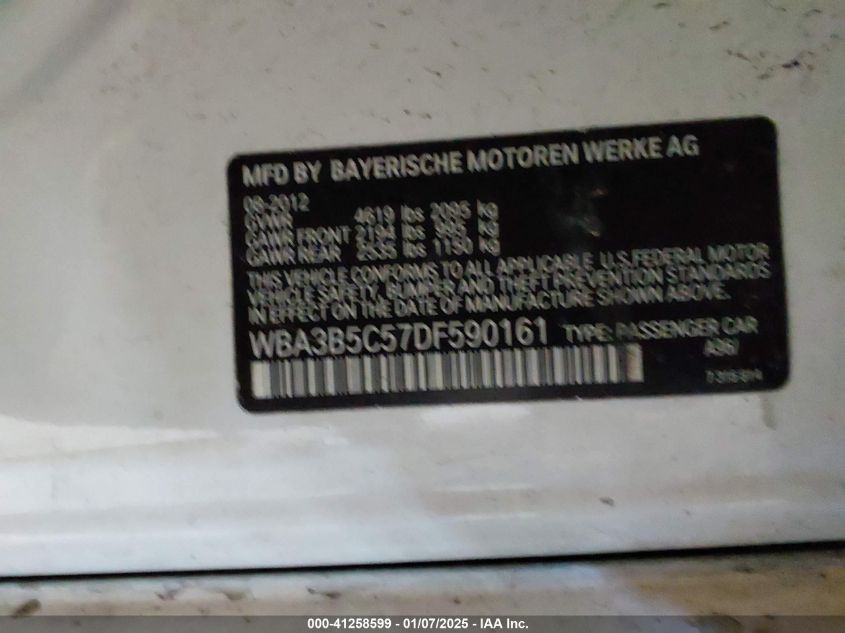 MFD BY BAYERISCHE MOTOREN WERKE AG
08-2012
GVWR 4619 lbs 2095 kg
GAWR FRONT 2194 lbs 995 kg
GAWR REAR 2535 lbs 1150 kg
THIS VEHICLE CONFORMS TO ALL APPLICABLE U.S.FEDERAL MOTOR
VEHICLE SAFETY, BUMPER AND THEFT PREVENTION STANDARDS
IN EFFECT ON THE DATE OF MANUFACTURE SHOWN ABOVE.
WBA3B5C57DF590161 TYPE: PASSENGER CAR
A96/
000-41258599 - 01/07/2025 - IAA Inc.